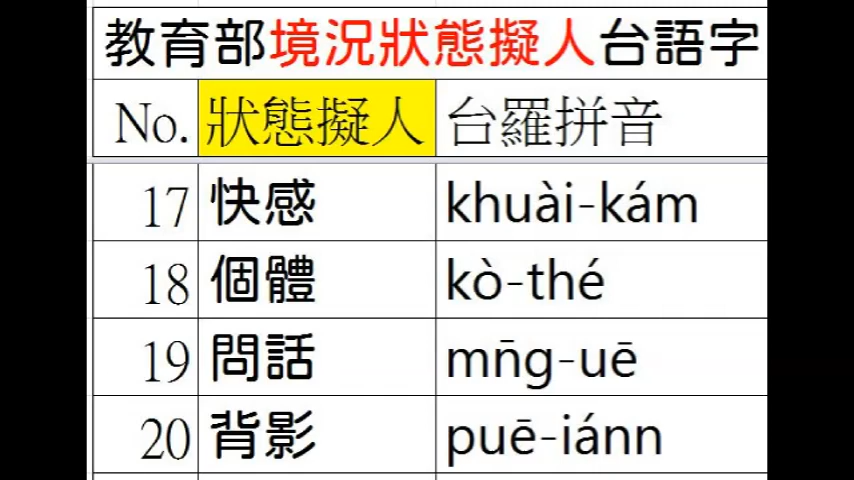 教育部境況狀態擬人台語字
No. 狀態擬人 台羅拼音
17 快感 khuài-kám
18 個體 kò-thé
19 問話 mn̄g-uē
20 背影 puē-iánn